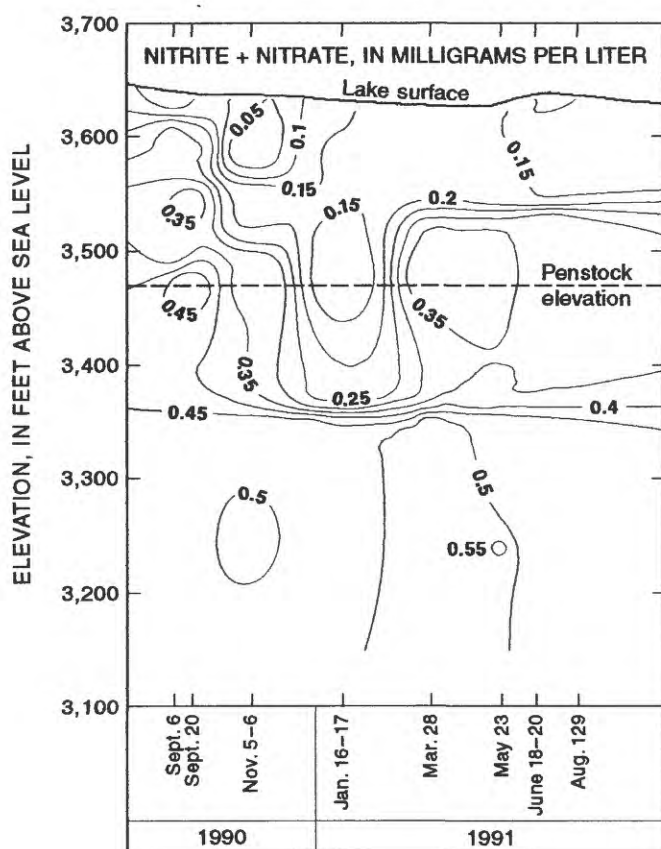 NITRITE + NITRATE, IN MILLIGRAMS PER LITER
Lake surface
ELEVATION, IN FEET ABOVE SEA LEVEL
3,700
3,600
3,500
3,400
3,300
3,200
3,100
0.05
0.1
0.15
0.15
0.15
0.2
0.35
0.45
Penstock
elevation
0.35
0.35
0.25
0.45
0.4
0.5
0.5
0.55
Sept. 6
Sept. 20
Nov. 5-6
Jan. 16-17
Mar. 28
May 23
June 18-20
Aug. 129
1990
1991